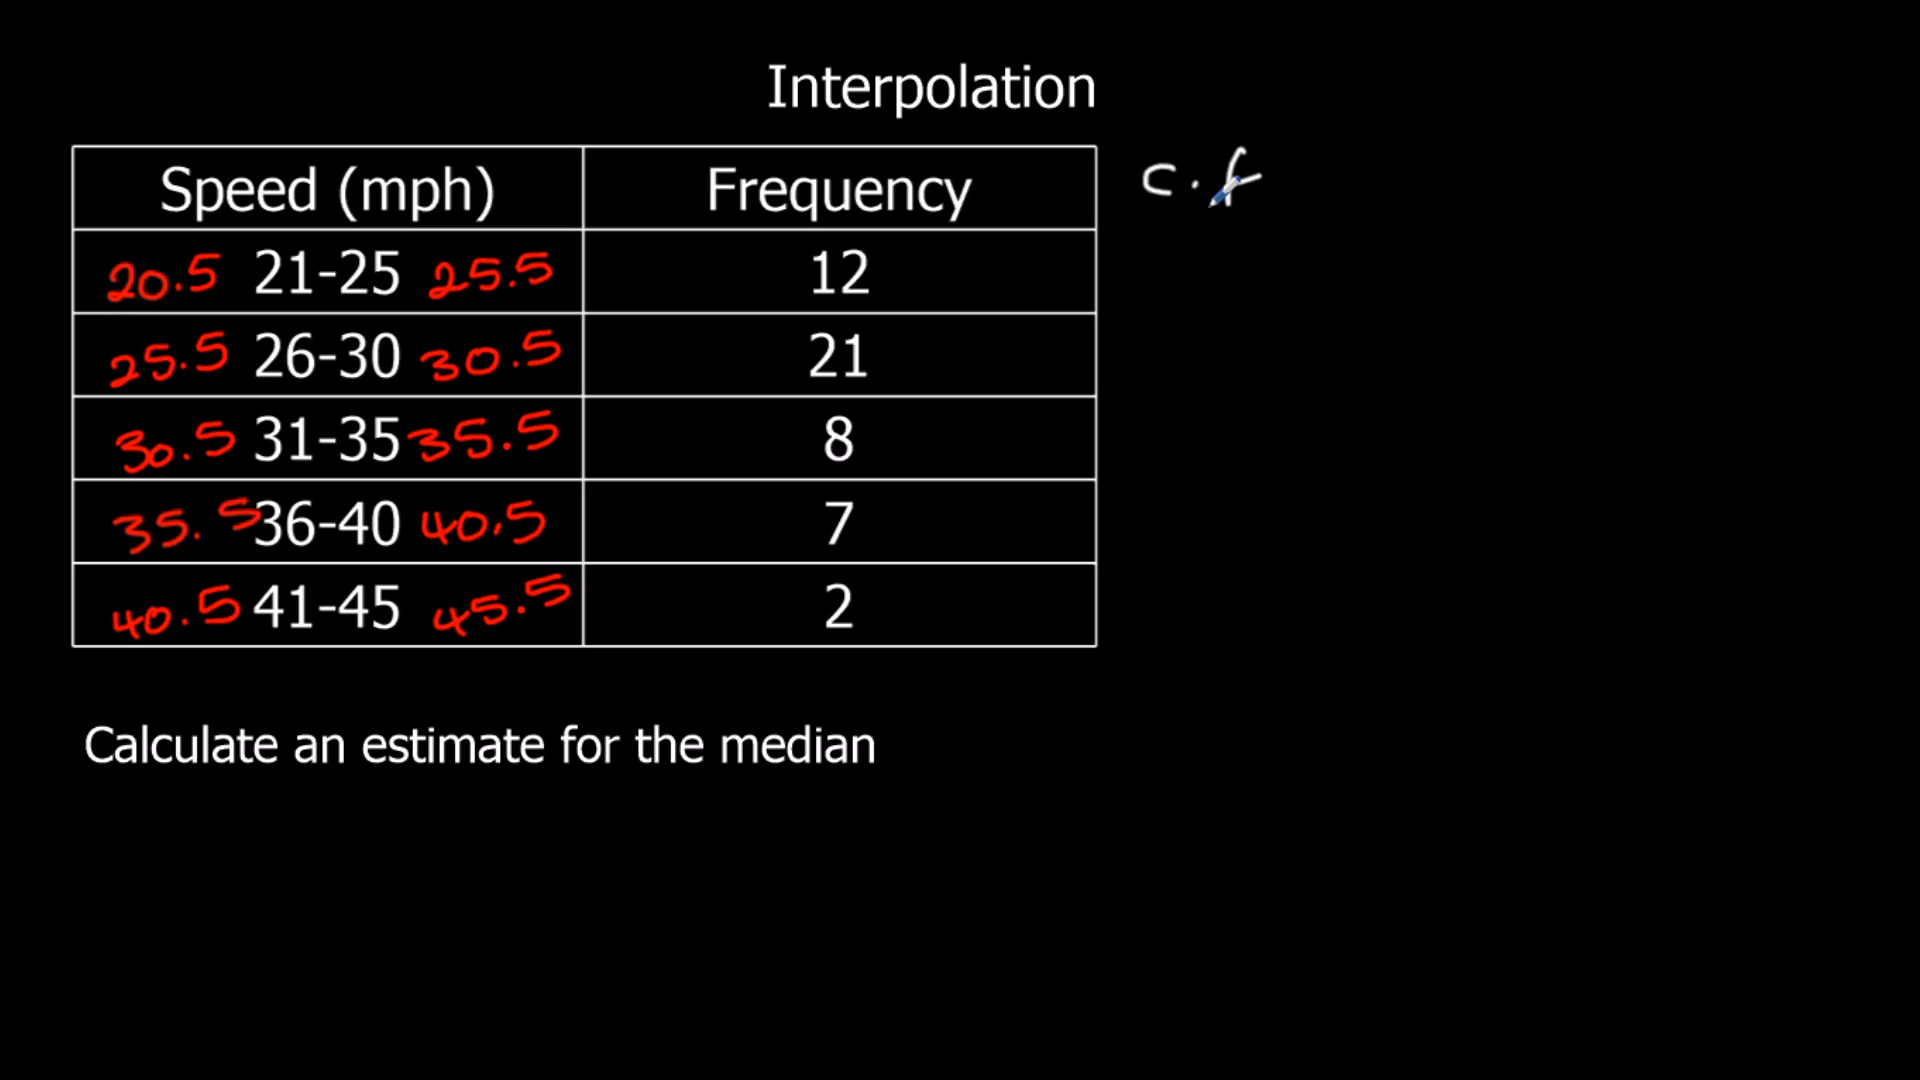 Interpolation
Speed (mph) Frequency c.f
20.5 21-25 25.5 12
25.5 26-30 30.5 21
30.5 31-35 35.5 8
35.5 36-40 40.5 7
40.5 41-45 45.5 2
Calculate an estimate for the median